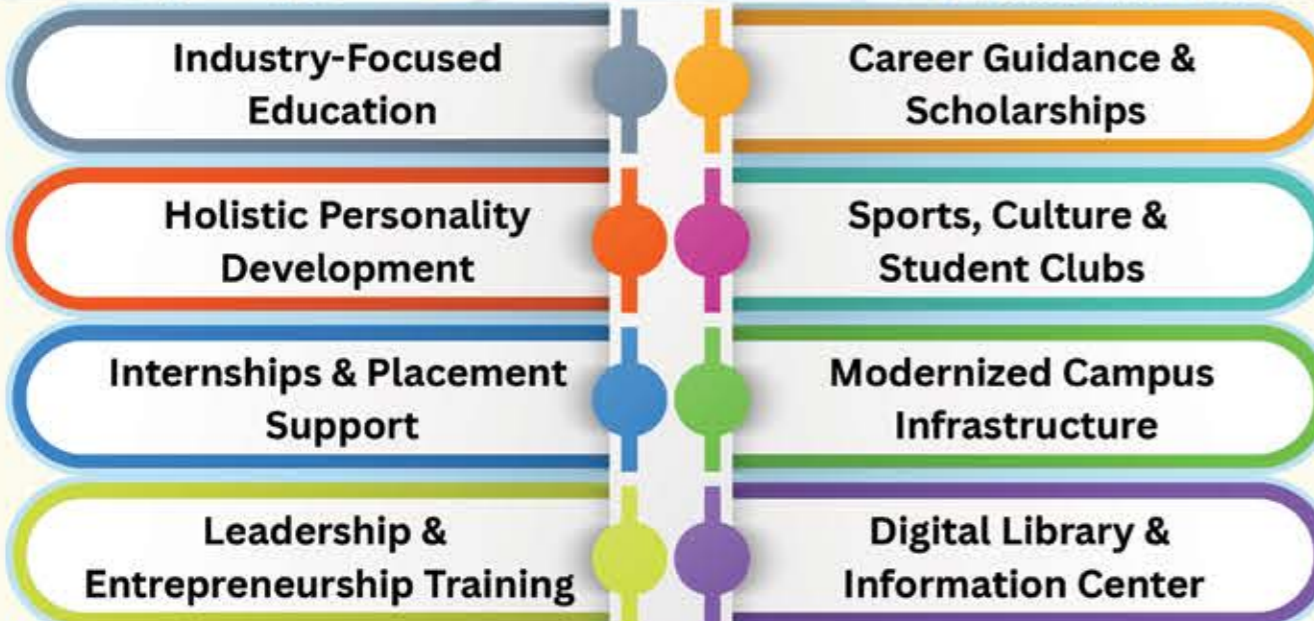 Industry-Focused
Education
Career Guidance &
Scholarships
Holistic Personality
Development
Sports, Culture &
Student Clubs
Internships & Placement
Support
Modernized Campus
Infrastructure
Leadership &
Entrepreneurship Training
Digital Library &
Information Center